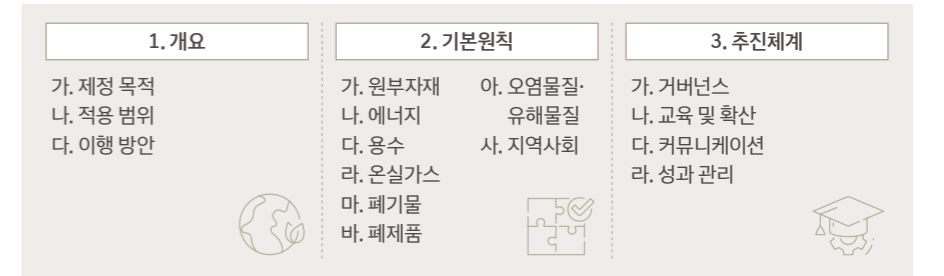 1. 개요
가. 제정 목적
나. 적용 범위
다. 이행 방안
2. 기본원칙
가. 원부자재
나. 에너지
다. 용수
라. 온실가스
마. 폐기물
바. 폐제품
아. 오염물질·
유해물질
사. 지역사회
3. 추진체계
가. 거버넌스
나. 교육 및 확산
다. 커뮤니케이션
라. 성과 관리